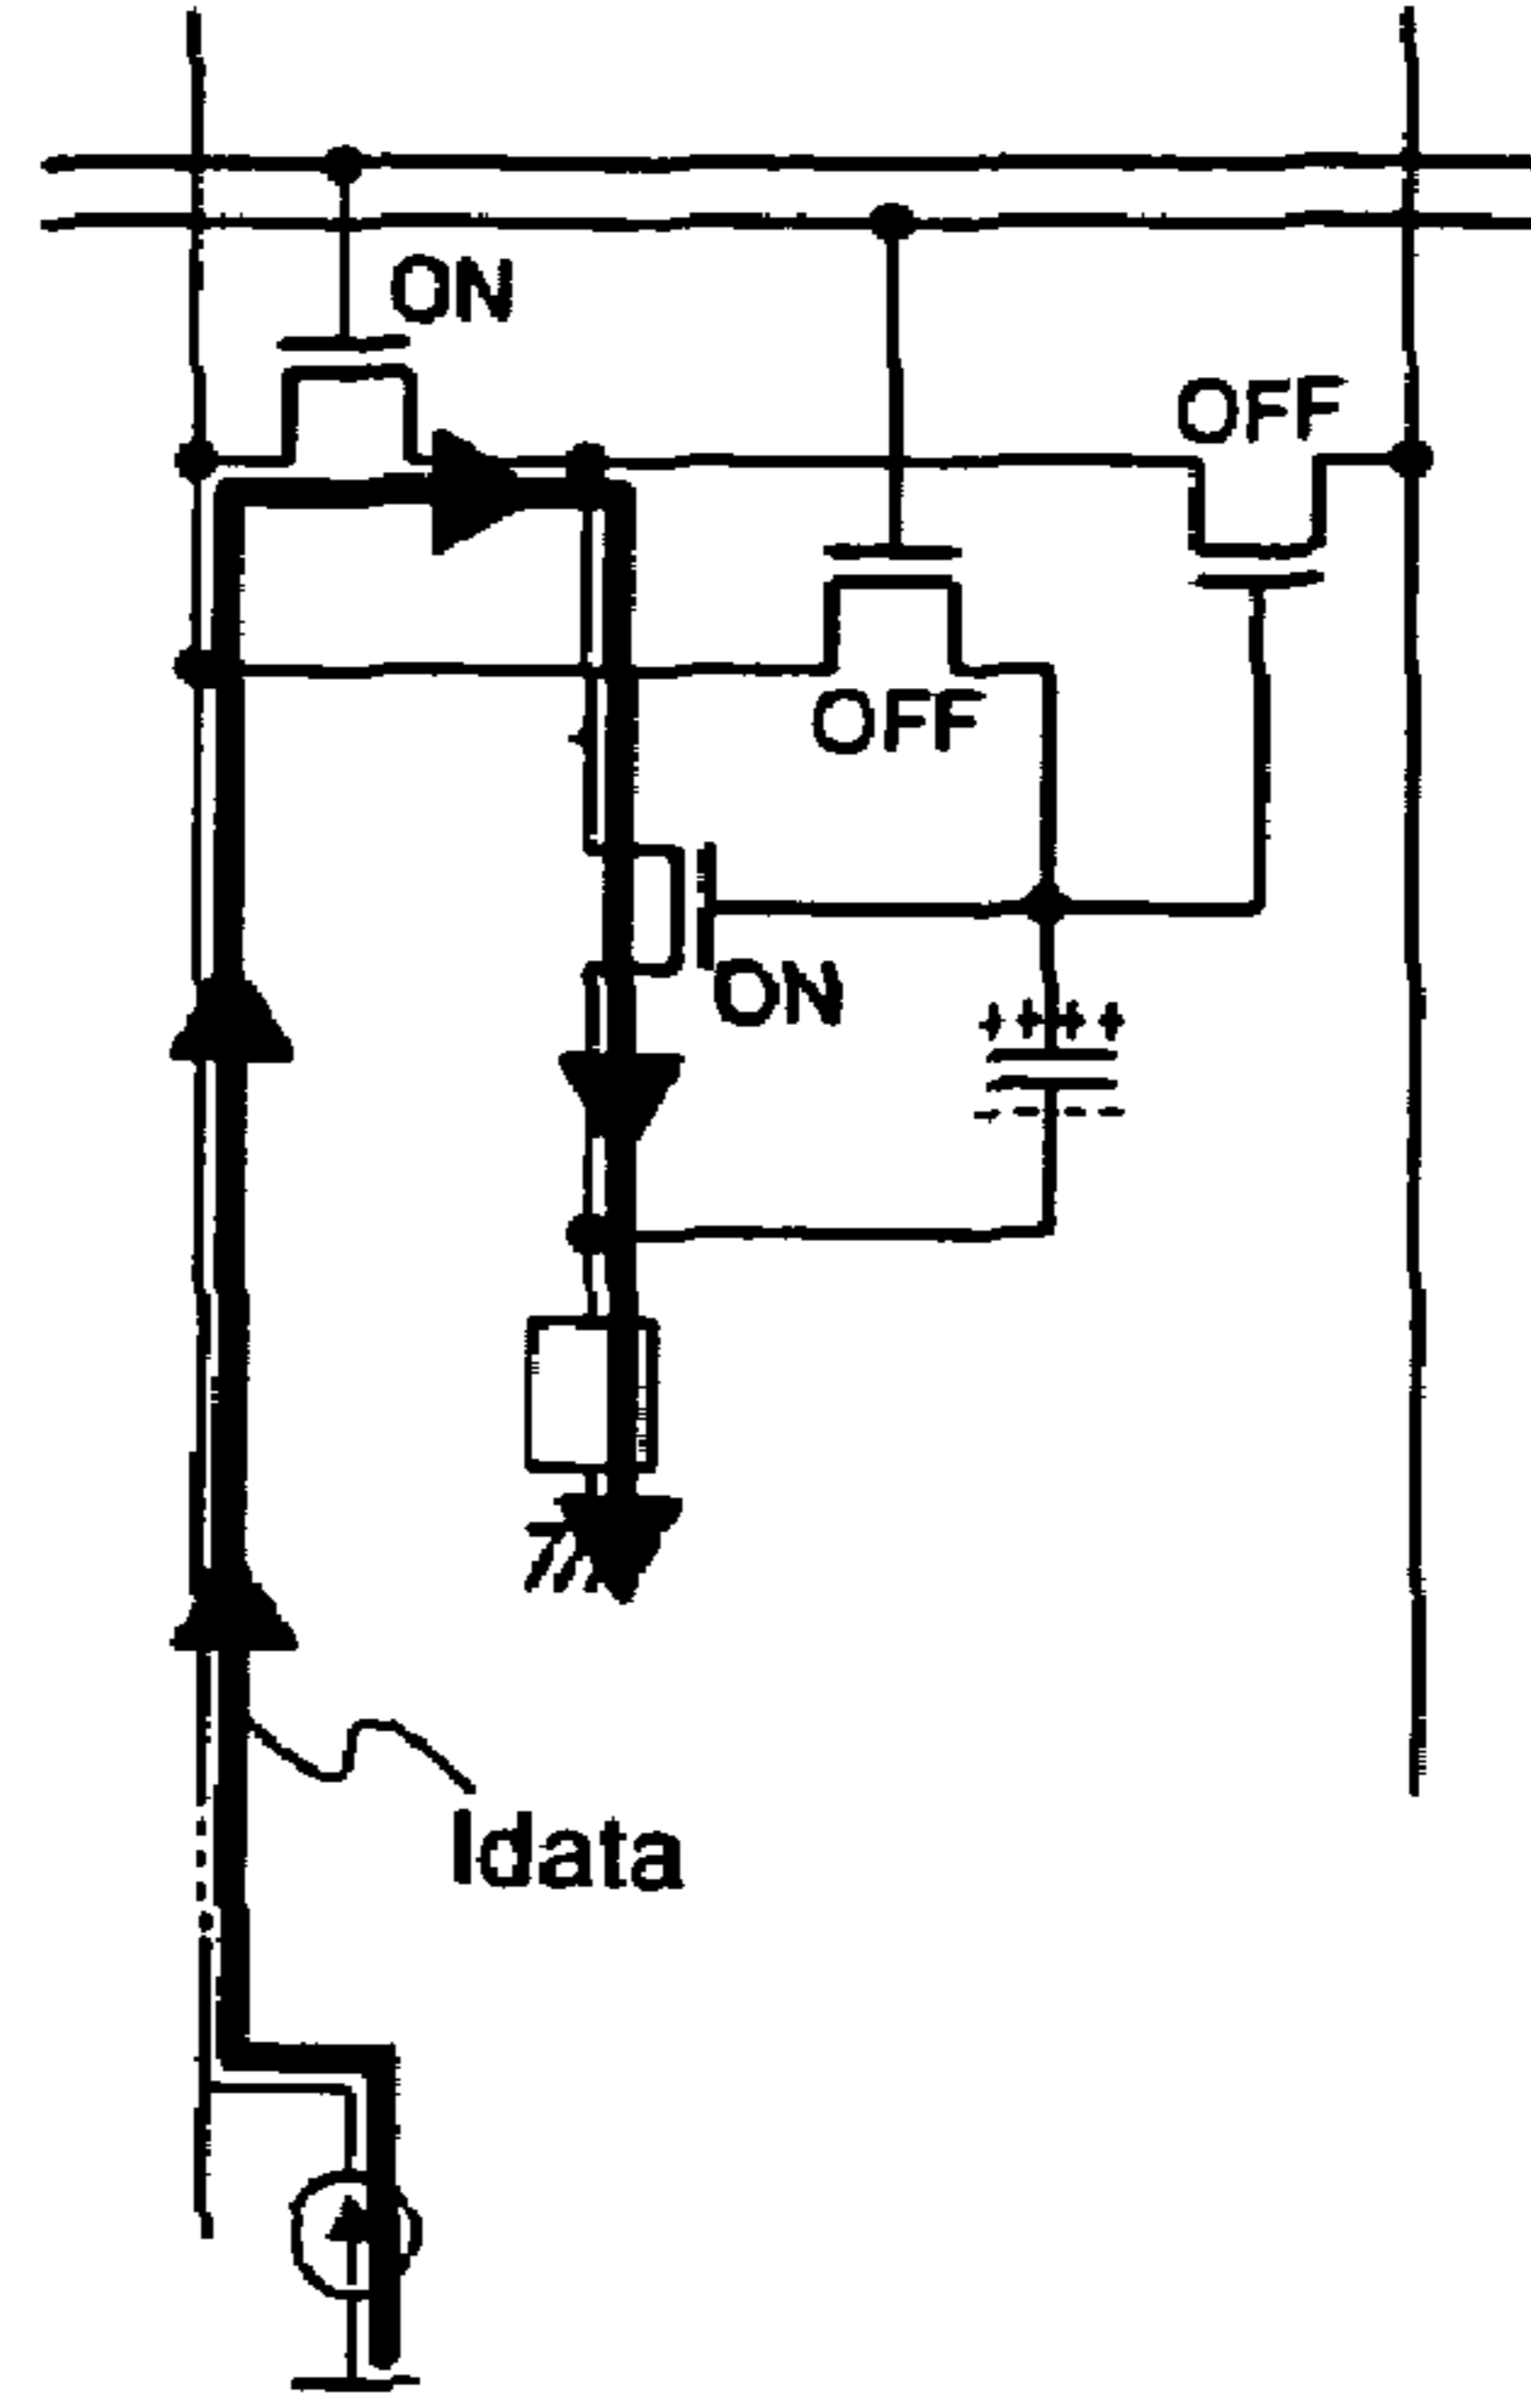 ON
OFF
OFF
ON
++++
----
Idata